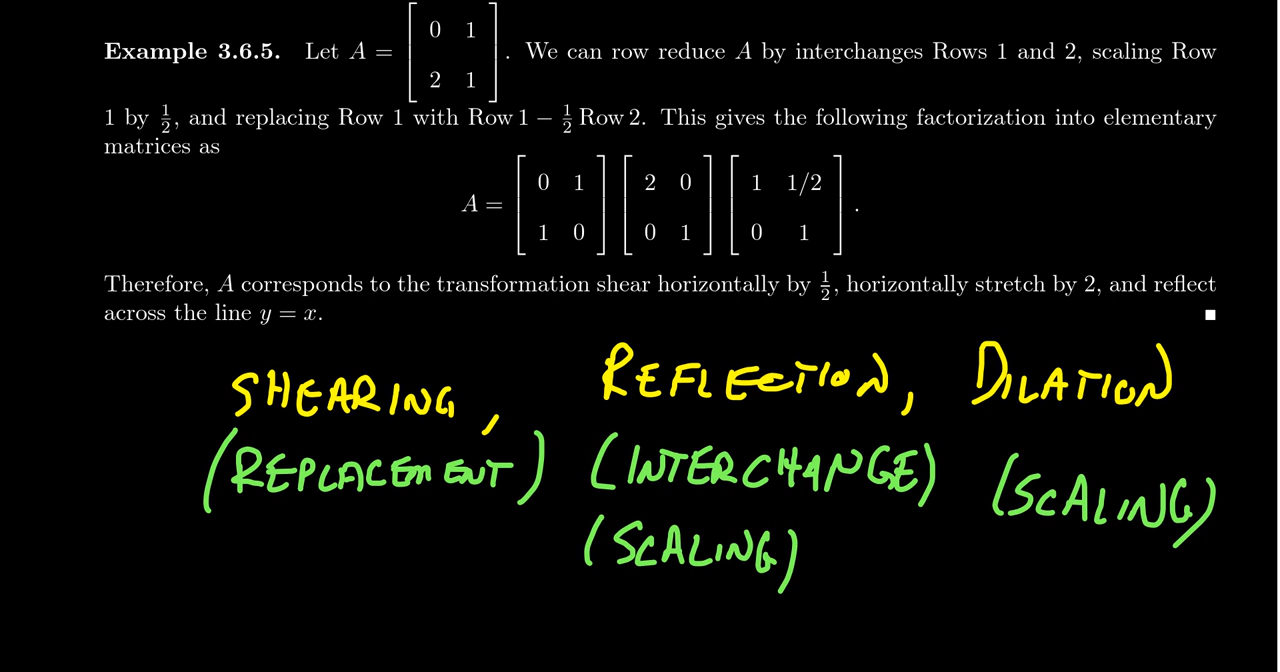 Example 3.6.5. Let A = [ 0 1 ; 2 1 ]. We can row reduce A by interchanges Rows 1 and 2, scaling Row
1 by 1/2, and replacing Row 1 with Row 1 − 1/2 Row 2. This gives the following factorization into elementary
matrices as
A = [ 0 1 ; 1 0 ] [ 2 0 ; 0 1 ] [ 1 1/2 ; 0 1 ].
Therefore, A corresponds to the transformation shear horizontally by 1/2, horizontally stretch by 2, and reflect
across the line y = x. ■
SHEARING, REFLECTION, DILATION
(REPLACEMENT) (INTERCHANGE) (SCALING)
(SCALING)